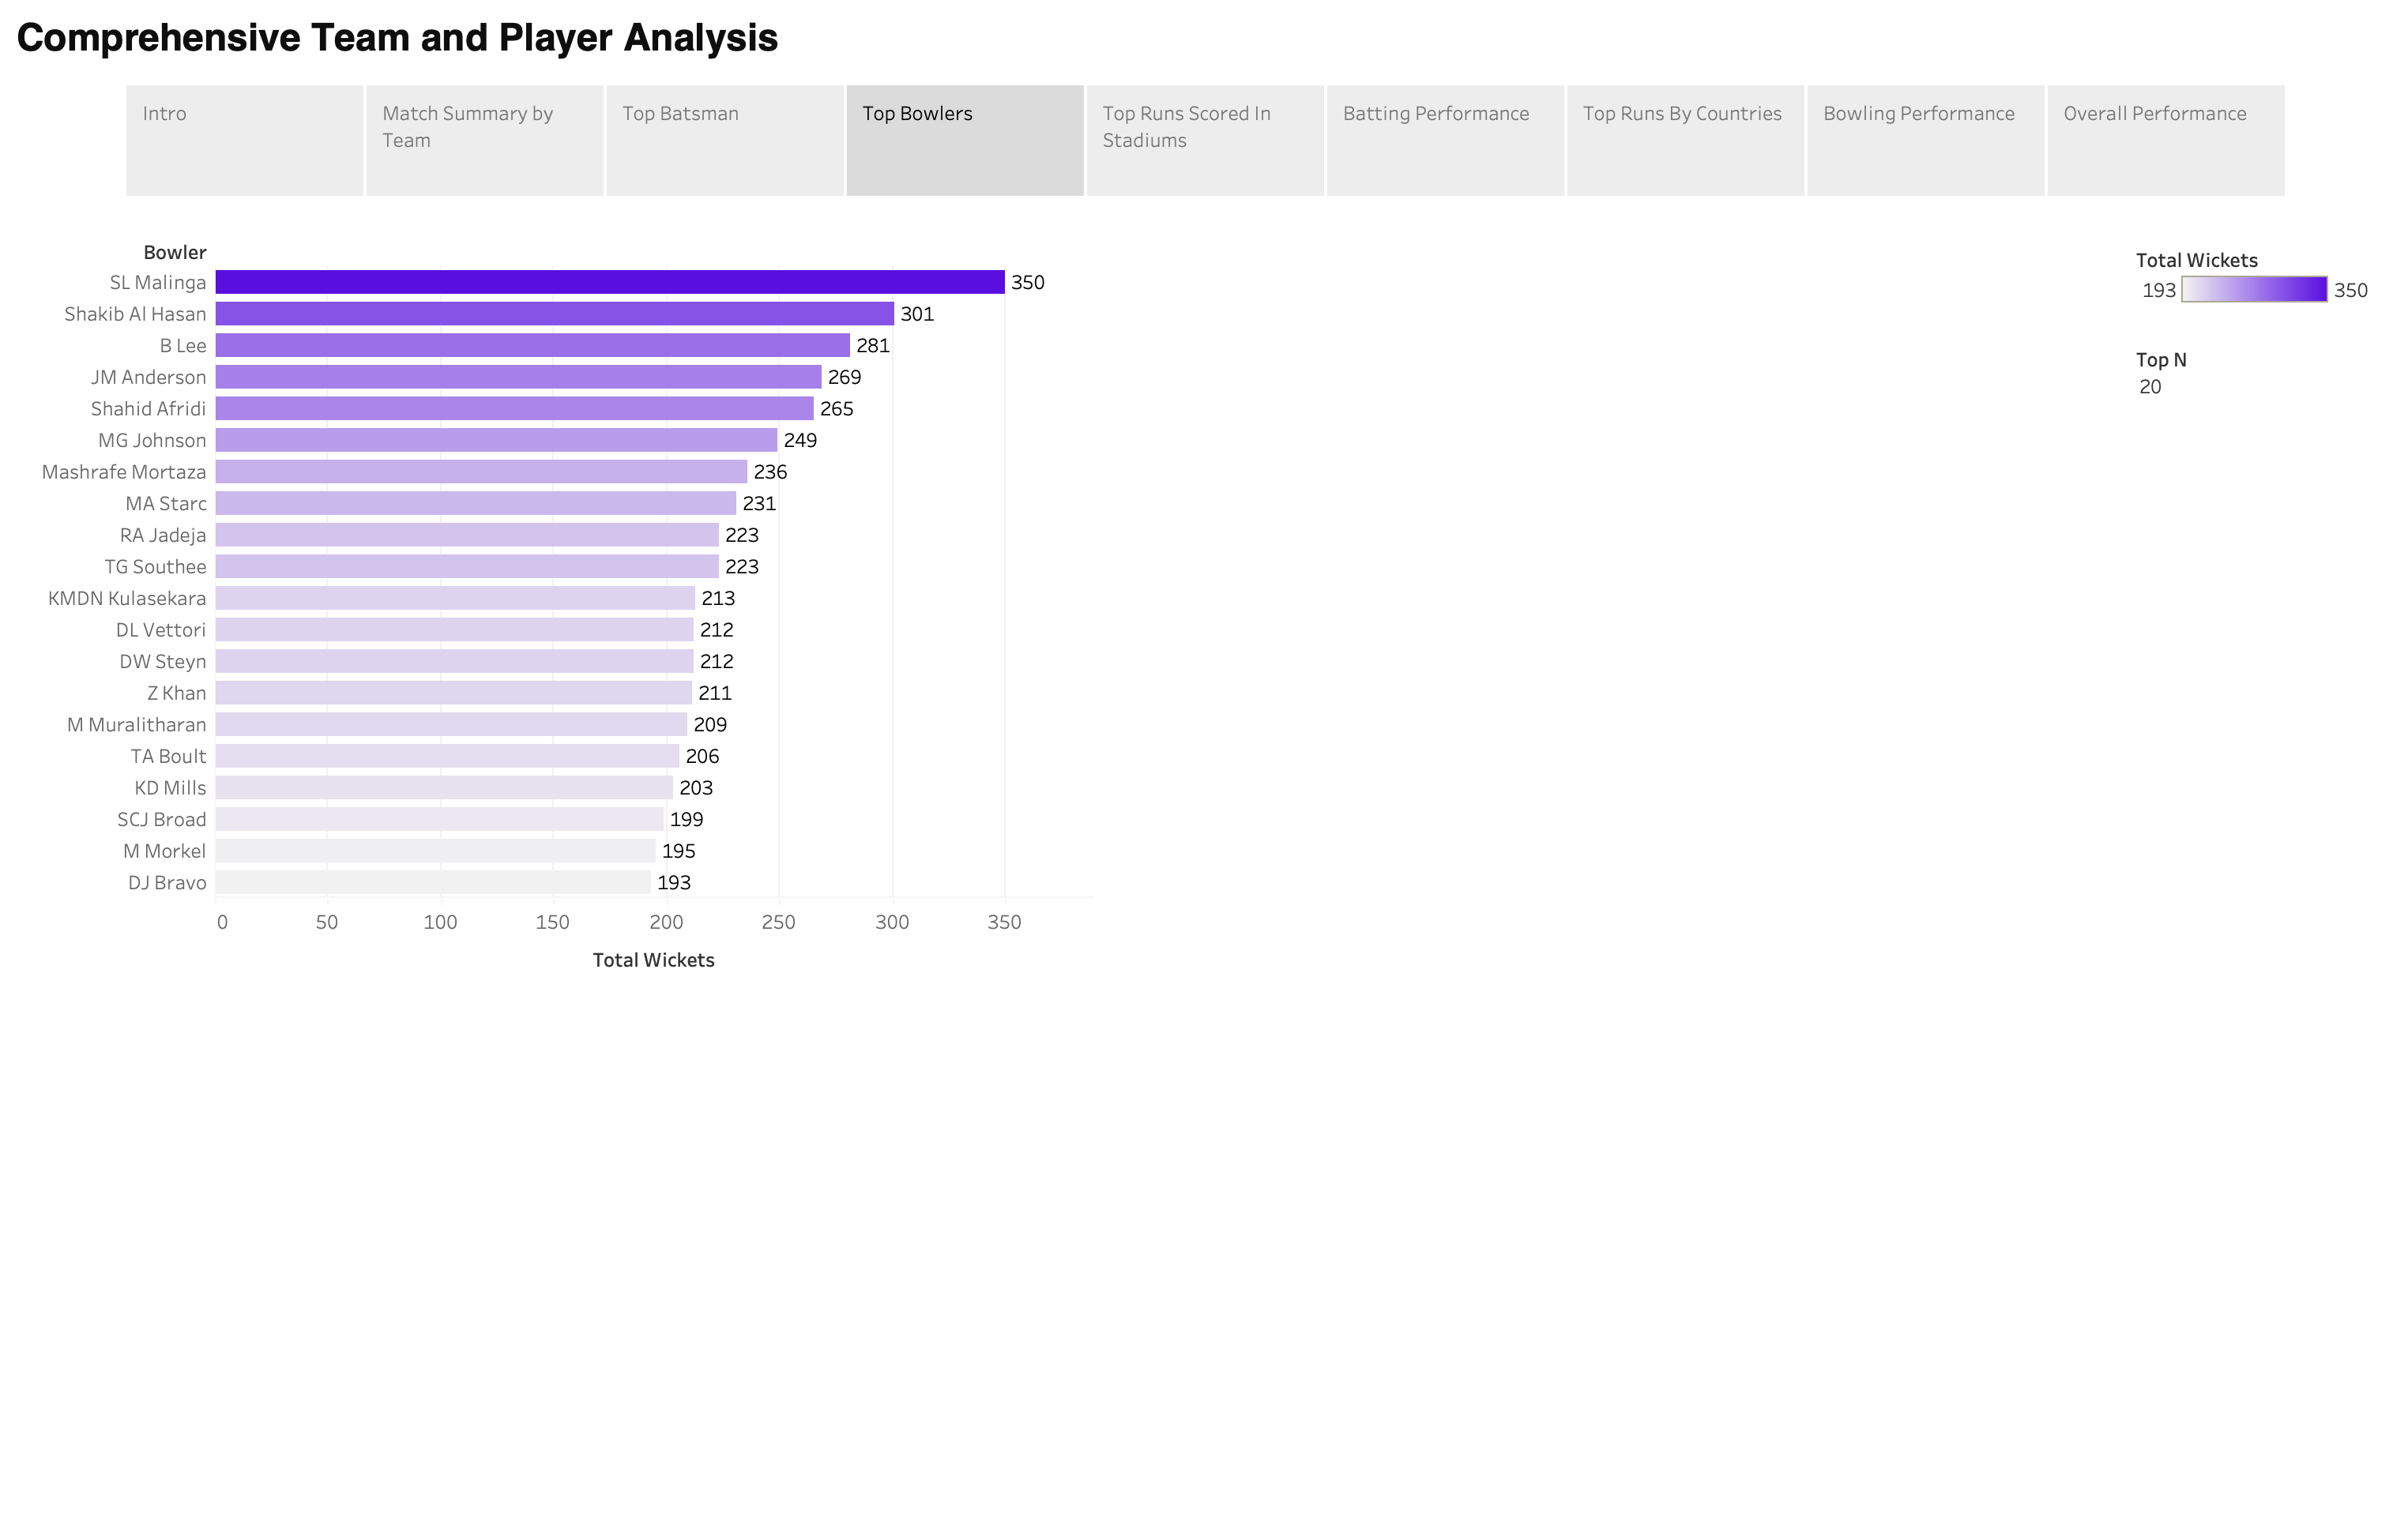 Comprehensive Team and Player Analysis
Intro
Match Summary by
Team
Top Batsman
Top Bowlers
Top Runs Scored In
Stadiums
Batting Performance
Top Runs By Countries
Bowling Performance
Overall Performance
Bowler
SL Malinga 350
Shakib Al Hasan 301
B Lee 281
JM Anderson 269
Shahid Afridi 265
MG Johnson 249
Mashrafe Mortaza 236
MA Starc 231
RA Jadeja 223
TG Southee 223
KMDN Kulasekara 213
DL Vettori 212
DW Steyn 212
Z Khan 211
M Muralitharan 209
TA Boult 206
KD Mills 203
SCJ Broad 199
M Morkel 195
DJ Bravo 193
0 50 100 150 200 250 300 350
Total Wickets
Total Wickets
193 350
Top N
20